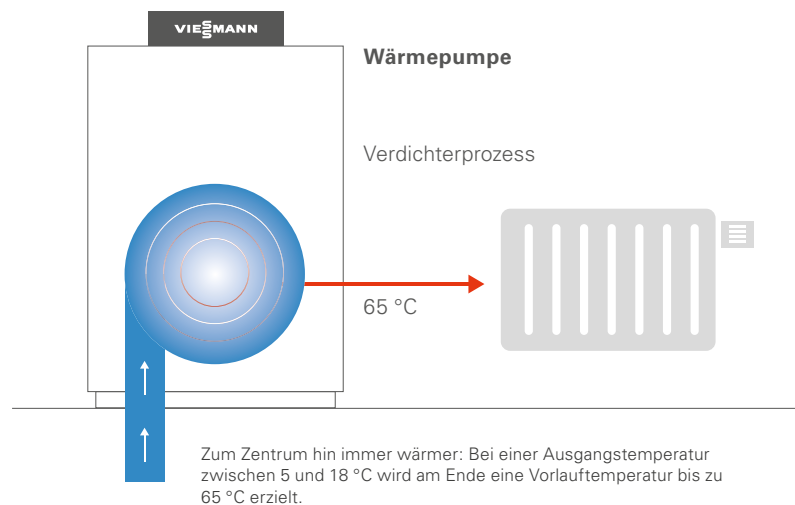 VIESSMANN
Wärmepumpe
Verdichterprozess
65 °C
Zum Zentrum hin immer wärmer: Bei einer Ausgangstemperatur
zwischen 5 und 18 °C wird am Ende eine Vorlauftemperatur bis zu
65 °C erzielt.